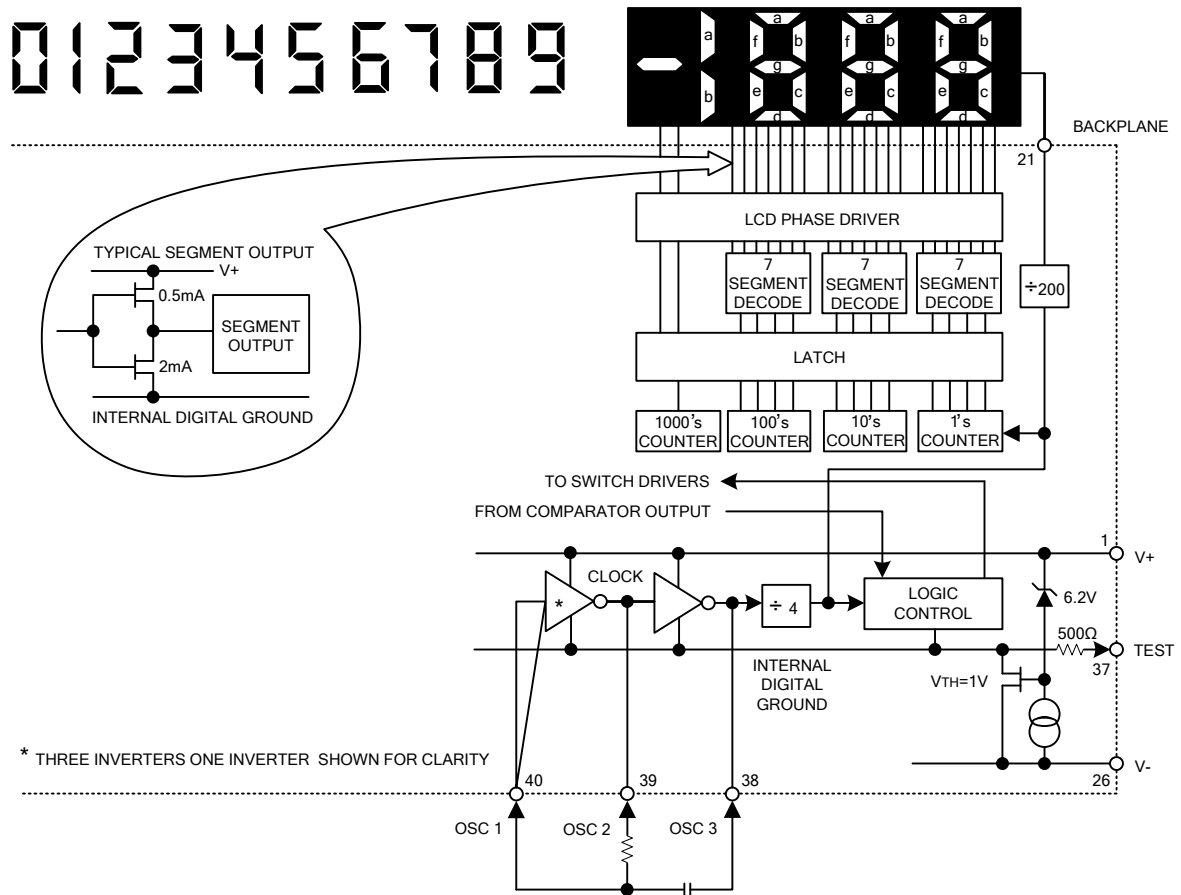 0123456789
a a a a
f b f b f b
g g g
b e c e c e c
d d d
BACKPLANE
21
LCD PHASE DRIVER
TYPICAL SEGMENT OUTPUT
V+
0.5mA
SEGMENT
OUTPUT
2mA
INTERNAL DIGITAL GROUND
7
SEGMENT
DECODE
7
SEGMENT
DECODE
7
SEGMENT
DECODE
÷200
LATCH
1000's
COUNTER
100's
COUNTER
10's
COUNTER
1's
COUNTER
TO SWITCH DRIVERS
FROM COMPARATOR OUTPUT
1
V+
CLOCK
*
÷ 4
LOGIC
CONTROL
6.2V
500Ω
TEST
37
INTERNAL
DIGITAL
GROUND
VTH=1V
* THREE INVERTERS ONE INVERTER SHOWN FOR CLARITY
V-
26
40
39
38
OSC 1
OSC 2
OSC 3